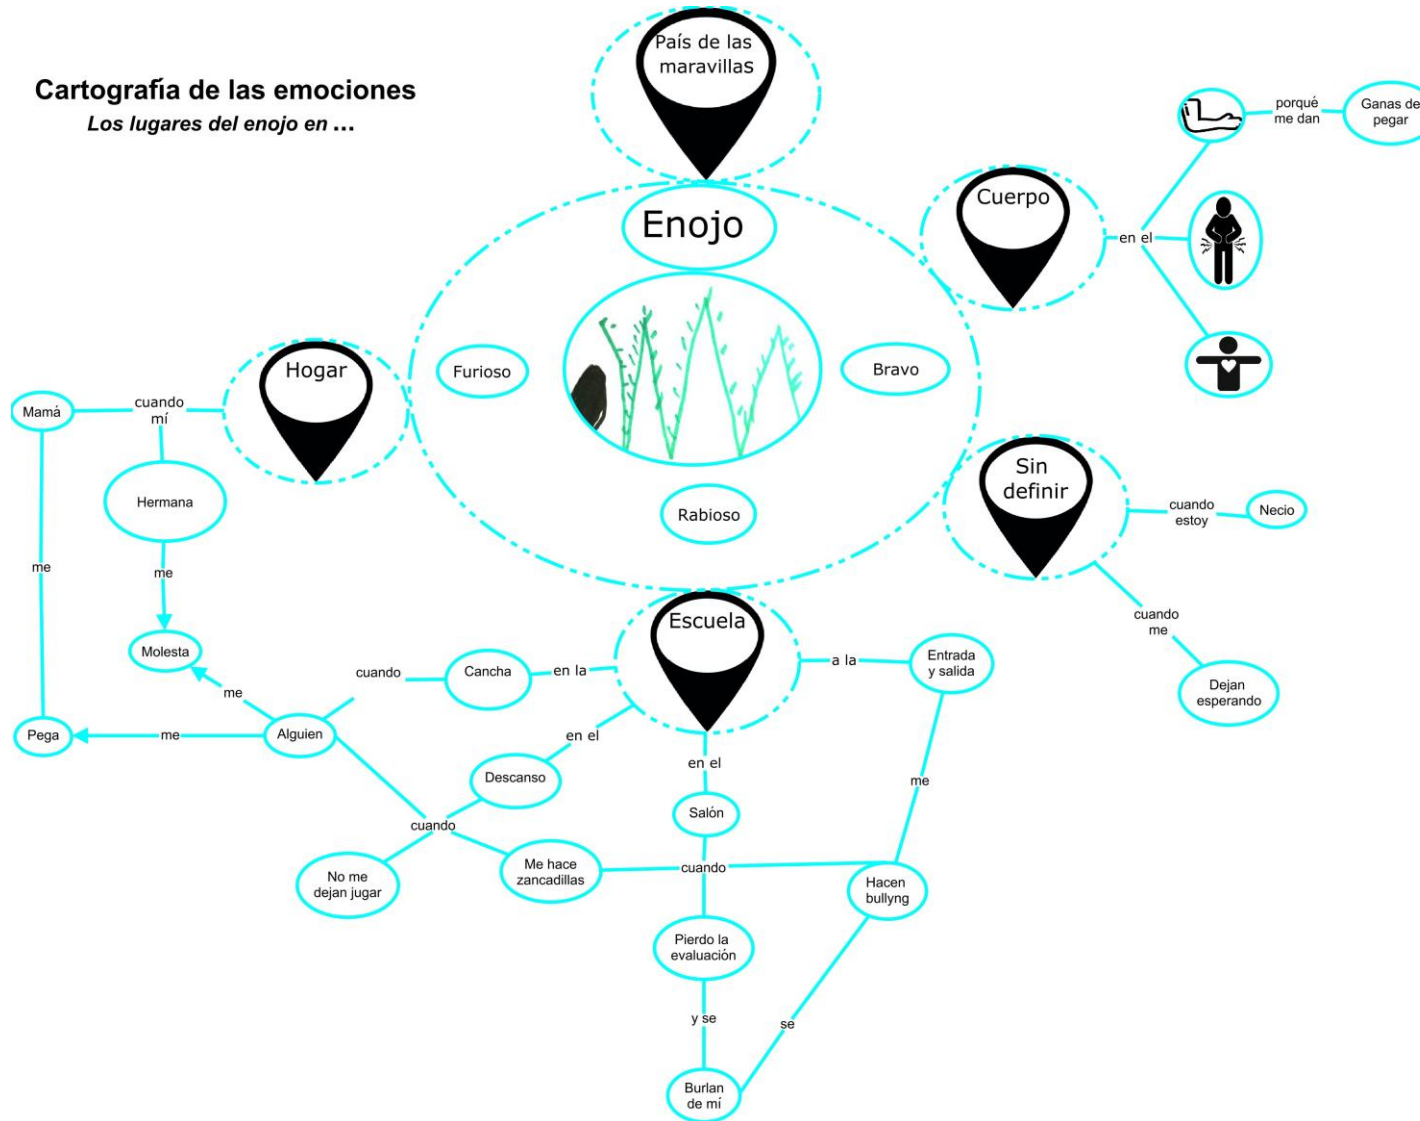 Cartografía de las emociones
Los lugares del enojo en ...
País de las
maravillas
Enojo
Furioso
Bravo
Rabioso
Cuerpo
en el
porqué
me dan
Ganas de
pegar
Hogar
cuando
mí
Mamá
Hermana
me
me
Molesta
Pega
Sin
definir
cuando
estoy
Necio
cuando
me
Dejan
esperando
Escuela
en la
Cancha
cuando
Alguien
me
me
en el
Descanso
cuando
No me
dejan jugar
Me hace
zancadillas
en el
Salón
cuando
Pierdo la
evaluación
y se
Burlan
de mí
se
a la
Entrada
y salida
me
Hacen
bullyng